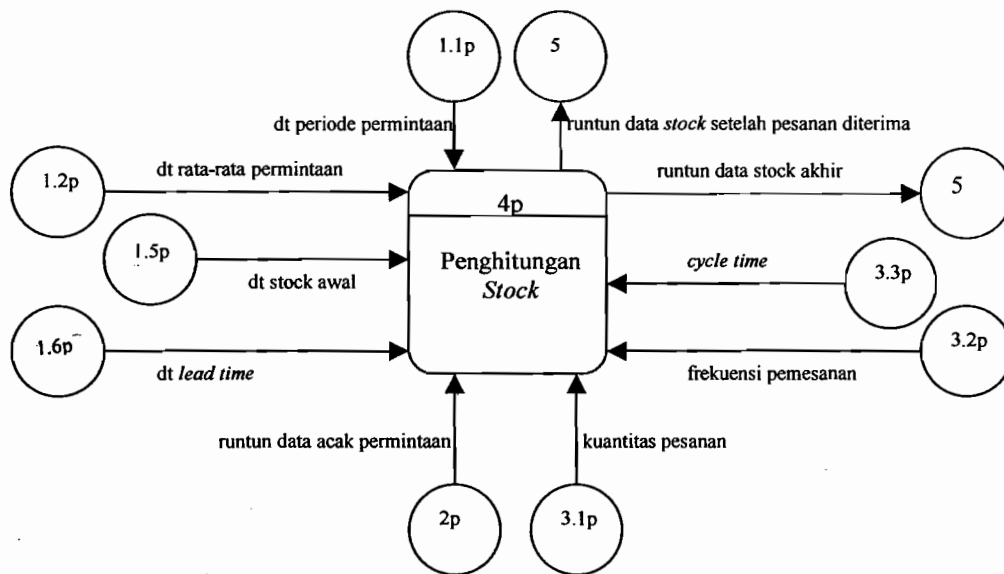 1.1p
5
dt periode permintaan
runtun data stock setelah pesanan diterima
1.2p
dt rata-rata permintaan
runtun data stock akhir
5
4p
1.5p
dt stock awal
Penghitungan
Stock
cycle time
3.3p
1.6p
dt lead time
3.2p
frekuensi pemesanan
runtun data acak permintaan
kuantitas pesanan
2p
3.1p